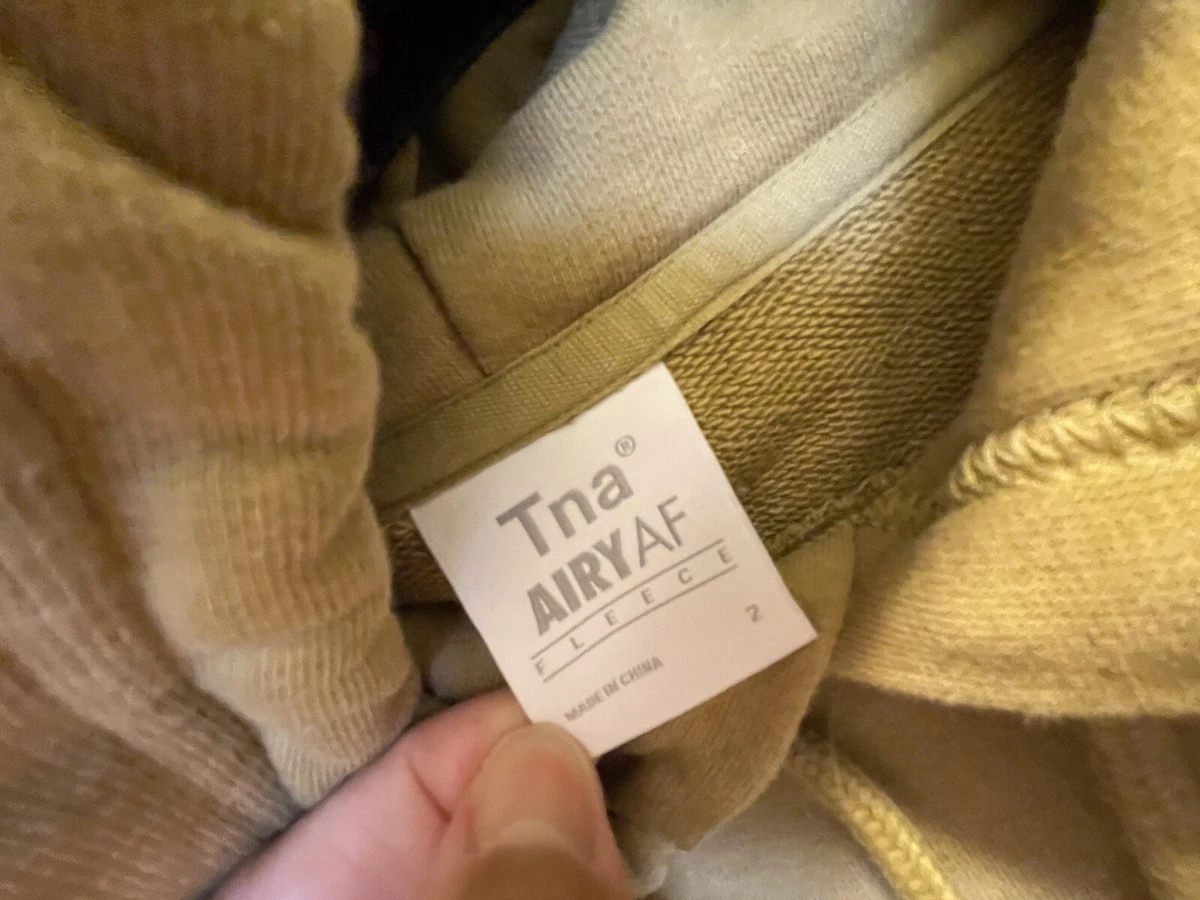 Tna®
AIRYAF
FLEECE
2
MADE IN CHINA